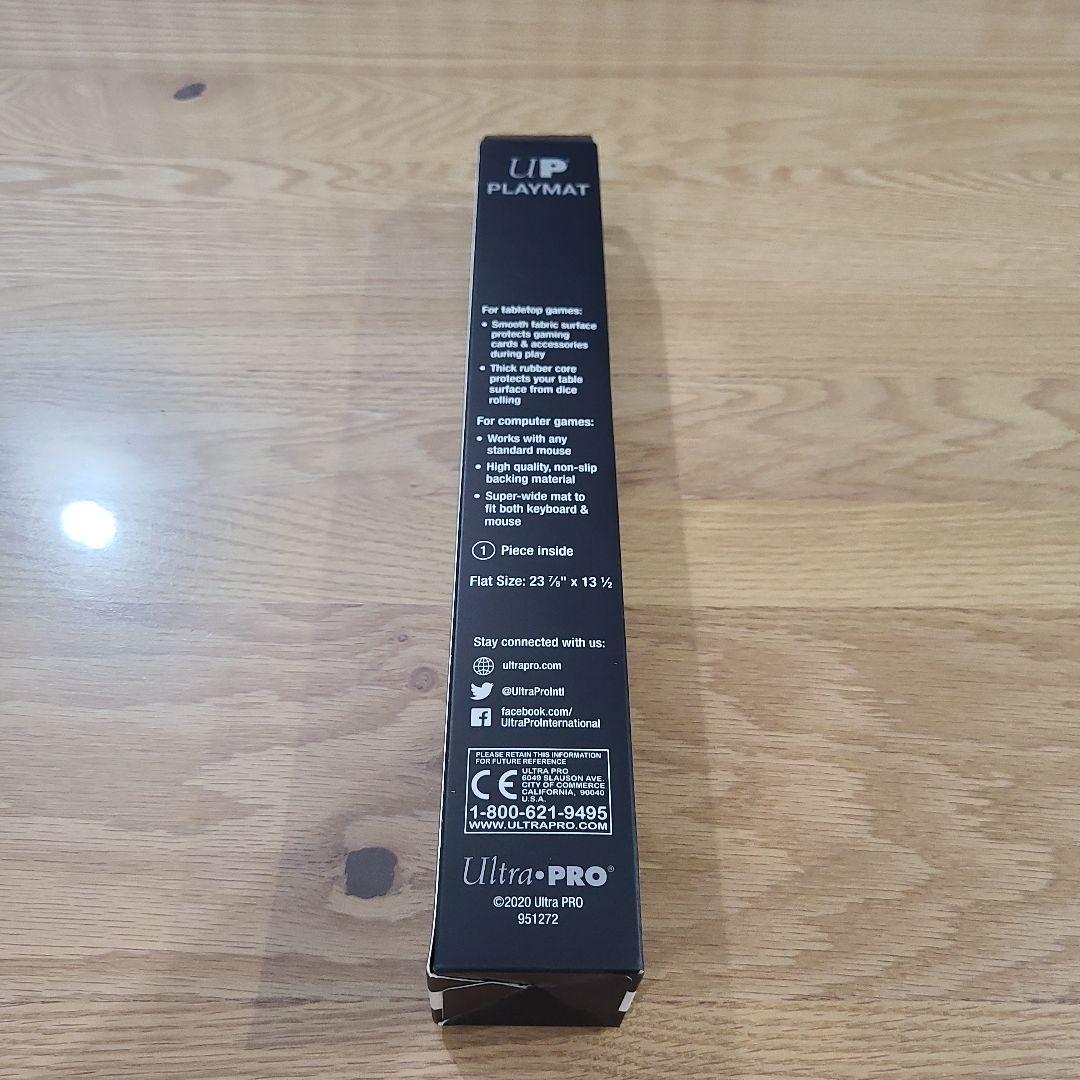 UP
PLAYMAT
For tabletop games:
• Smooth fabric surface
protects gaming
cards & accessories
during play
• Thick rubber core
protects your table
surface from dice
rolling
For computer games:
• Works with any
standard mouse
• High quality, non-slip
backing material
• Super-wide mat to
fit both keyboard &
mouse
1 Piece inside
Flat Size: 23 ⅞" x 13 ½
Stay connected with us:
ultrapro.com
@UltraProIntl
facebook.com/
UltraProInternational
PLEASE RETAIN THIS INFORMATION
FOR FUTURE REFERENCE
CE
ULTRA PRO
6049 SLAUSON AVE.
CITY OF COMMERCE
CALIFORNIA, 90040
U.S.A.
1-800-621-9495
WWW.ULTRAPRO.COM
Ultra•PRO®
©2020 Ultra PRO
951272